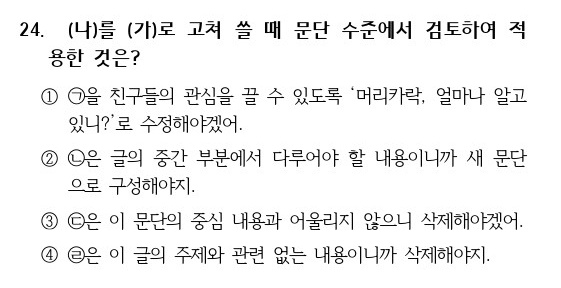 24. (나)를 (가)로 고쳐 쓸 때 문단 수준에서 검토하여 적
용한 것은?
① ㉠을 친구들의 관심을 끌 수 있도록 ‘머리카락, 얼마나 알고
있니?’로 수정해야겠어.
② ㉡은 글의 중간 부분에서 다루어야 할 내용이니까 새 문단
으로 구성해야지.
③ ㉢은 이 문단의 중심 내용과 어울리지 않으니 삭제해야겠어.
④ ㉣은 이 글의 주제와 관련 없는 내용이니까 삭제해야지.